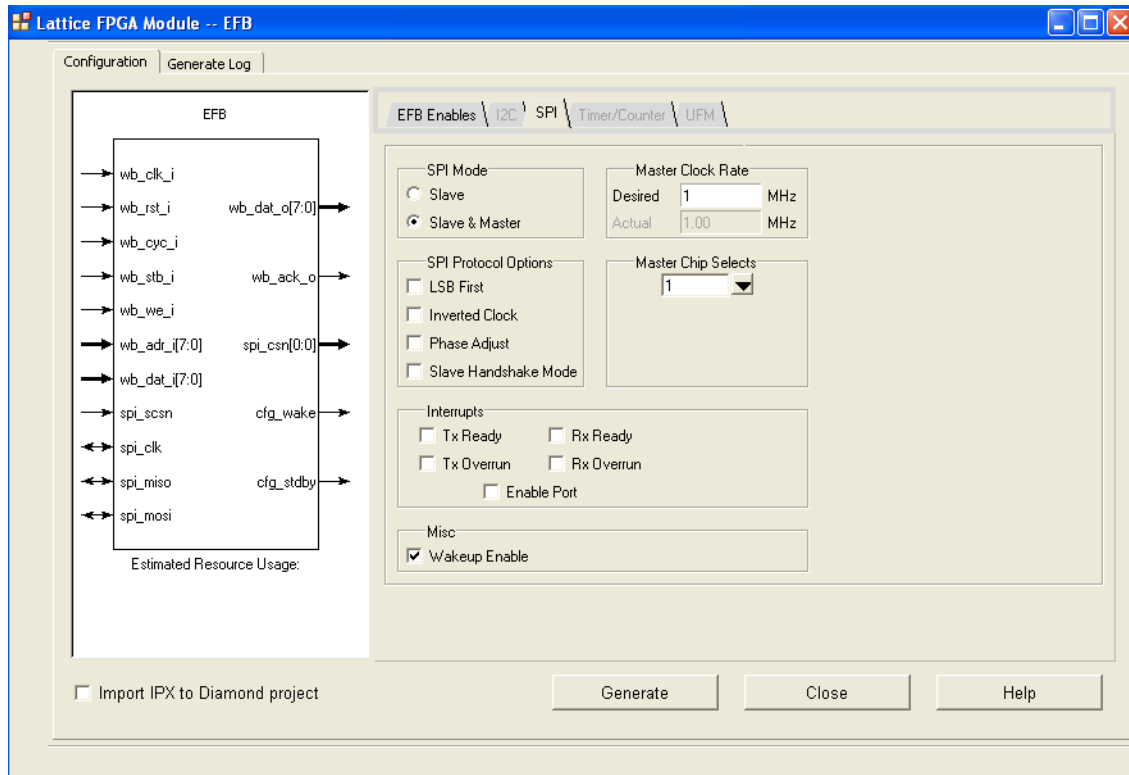 Lattice FPGA Module -- EFB
Configuration
Generate Log
EFB
wb_clk_i
wb_rst_i wb_dat_o[7:0]
wb_cyc_i
wb_stb_i wb_ack_o
wb_we_i
wb_adr_i[7:0] spi_csn[0:0]
wb_dat_i[7:0]
spi_scsn cfg_wake
spi_clk
spi_miso cfg_stdby
spi_mosi
Estimated Resource Usage:
EFB Enables I2C SPI Timer/Counter UFM
SPI Mode
Slave
Slave & Master
Master Clock Rate
Desired 1 MHz
Actual 1.00 MHz
SPI Protocol Options
LSB First
Inverted Clock
Phase Adjust
Slave Handshake Mode
Master Chip Selects
1
Interrupts
Tx Ready Rx Ready
Tx Overrun Rx Overrun
Enable Port
Misc
Wakeup Enable
Import IPX to Diamond project
Generate Close Help